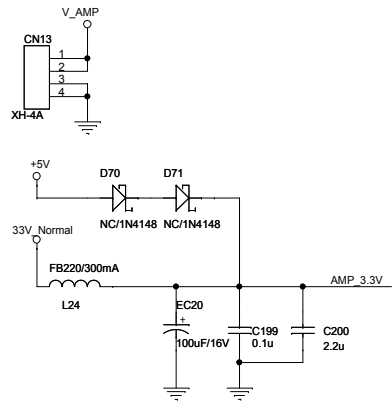 V_AMP
CN13
1
2
3
4
XH-4A
+5V
D70
D71
NC/1N4148
NC/1N4148
33V_Normal
FB220/300mA
L24
AMP_3.3V
EC20
+
100uF/16V
C199
0.1u
C200
2.2u